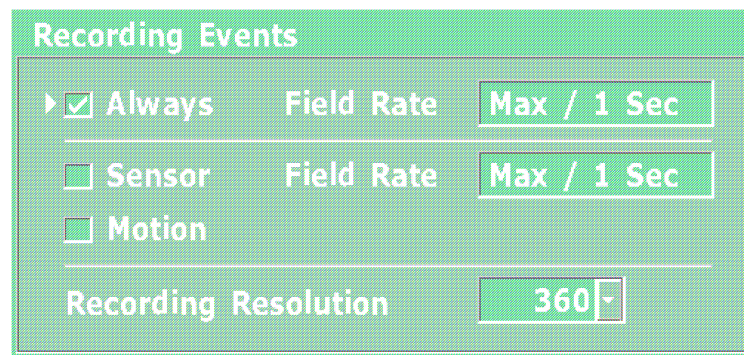 Recording Events
Always Field Rate Max / 1 Sec
Sensor Field Rate Max / 1 Sec
Motion
Recording Resolution 360